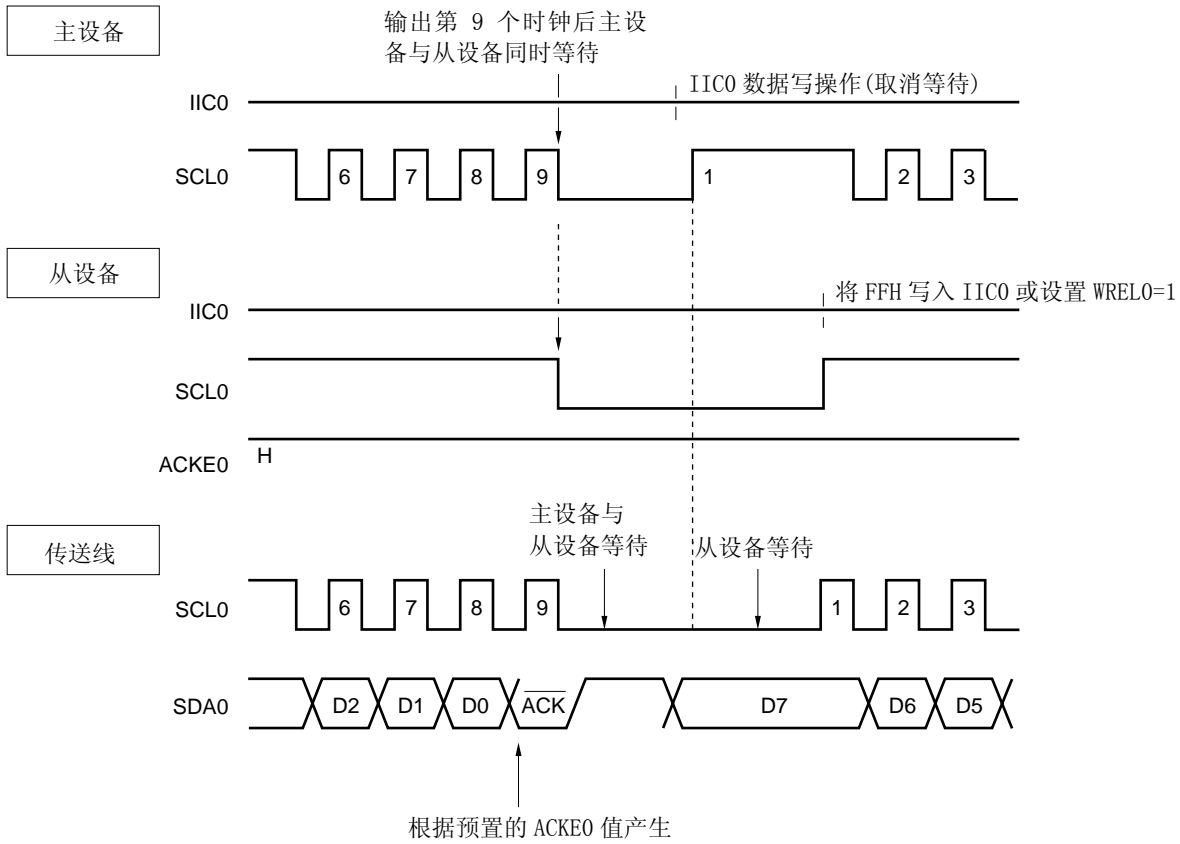 主设备
输出第 9 个时钟后主设
备与从设备同时等待
IIC0 数据写操作(取消等待)
IIC0
SCL0
6 7 8 9 1 2 3
从设备
将 FFH 写入 IIC0 或设置 WREL0=1
IIC0
SCL0
ACKE0 H
传送线
主设备与
从设备等待
从设备等待
SCL0
6 7 8 9 1 2 3
SDA0
D2 D1 D0 ACK D7 D6 D5
根据预置的 ACKE0 值产生